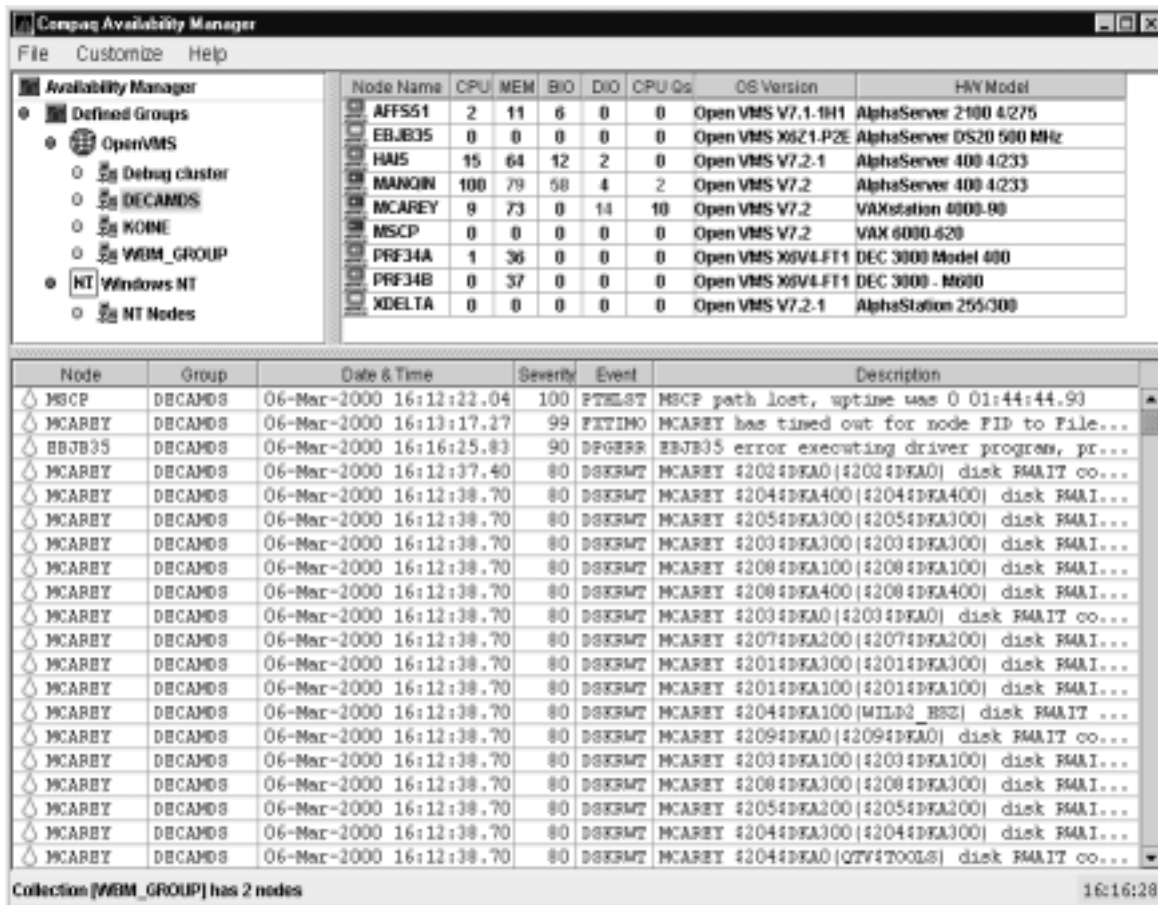 Compaq Availability Manager
File Customize Help
Availability Manager
Defined Groups
OpenVMS
Debug cluster
DECAMDS
KOINE
WBM_GROUP
NT Windows NT
NT Nodes
Node Name CPU MEM BIO DIO CPU Qs OS Version HW Model
AFFS51 2 11 6 0 0 Open VMS V7.1-1H1 AlphaServer 2100 4/275
EBJB35 0 0 0 0 0 Open VMS X6Z1-P2E AlphaServer DS20 500 MHz
HAI5 15 64 12 2 0 Open VMS V7.2-1 AlphaServer 400 4/233
MANQIN 100 79 58 4 2 Open VMS V7.2 AlphaServer 400 4/233
MCAREY 9 73 0 14 10 Open VMS V7.2 VAXstation 4000-90
MSCP 0 0 0 0 0 Open VMS V7.2 VAX 6000-620
PRF34A 1 36 0 0 0 Open VMS X6V4-FT1 DEC 3000 Model 400
PRF34B 0 37 0 0 0 Open VMS X6V4-FT1 DEC 3000 - M600
XDELTA 0 0 0 0 0 Open VMS V7.2-1 AlphaStation 255/300
Node Group Date & Time Severity Event Description
MSCP DECAMDS 06-Mar-2000 16:12:22.04 100 PTHLST MSCP path lost, uptime was 0 01:44:44.93
MCAREY DECAMDS 06-Mar-2000 16:13:17.27 99 FXTIMO MCAREY has timed out for node FID to File...
EBJB35 DECAMDS 06-Mar-2000 16:16:25.83 90 DPGERR EBJB35 error executing driver program, pr...
MCAREY DECAMDS 06-Mar-2000 16:12:37.40 80 DSKRWT MCAREY $202$DKA0($202$DKA0) disk RWAIT co...
MCAREY DECAMDS 06-Mar-2000 16:12:38.70 80 DSKRWT MCAREY $204$DKA400($204$DKA400) disk RWAI...
MCAREY DECAMDS 06-Mar-2000 16:12:38.70 80 DSKRWT MCAREY $205$DKA300($205$DKA300) disk RWAI...
MCAREY DECAMDS 06-Mar-2000 16:12:38.70 80 DSKRWT MCAREY $203$DKA300($203$DKA300) disk RWAI...
MCAREY DECAMDS 06-Mar-2000 16:12:38.70 80 DSKRWT MCAREY $208$DKA100($208$DKA100) disk RWAI...
MCAREY DECAMDS 06-Mar-2000 16:12:38.70 80 DSKRWT MCAREY $208$DKA400($208$DKA400) disk RWAI...
MCAREY DECAMDS 06-Mar-2000 16:12:38.70 80 DSKRWT MCAREY $203$DKA0($203$DKA0) disk RWAIT co...
MCAREY DECAMDS 06-Mar-2000 16:12:38.70 80 DSKRWT MCAREY $207$DKA200($207$DKA200) disk RWAI...
MCAREY DECAMDS 06-Mar-2000 16:12:38.70 80 DSKRWT MCAREY $201$DKA300($201$DKA300) disk RWAI...
MCAREY DECAMDS 06-Mar-2000 16:12:38.70 80 DSKRWT MCAREY $201$DKA100($201$DKA100) disk RWAI...
MCAREY DECAMDS 06-Mar-2000 16:12:38.70 80 DSKRWT MCAREY $204$DKA100(WILD2_HSZ) disk RWAIT ...
MCAREY DECAMDS 06-Mar-2000 16:12:38.70 80 DSKRWT MCAREY $209$DKA0($209$DKA0) disk RWAIT co...
MCAREY DECAMDS 06-Mar-2000 16:12:38.70 80 DSKRWT MCAREY $203$DKA100($203$DKA100) disk RWAI...
MCAREY DECAMDS 06-Mar-2000 16:12:38.70 80 DSKRWT MCAREY $208$DKA300($208$DKA300) disk RWAI...
MCAREY DECAMDS 06-Mar-2000 16:12:38.70 80 DSKRWT MCAREY $205$DKA200($205$DKA200) disk RWAI...
MCAREY DECAMDS 06-Mar-2000 16:12:38.70 80 DSKRWT MCAREY $204$DKA300($204$DKA300) disk RWAI...
MCAREY DECAMDS 06-Mar-2000 16:12:38.70 80 DSKRWT MCAREY $204$DKA0(QTV$TOOLS) disk RWAIT co...
Collection [WBM_GROUP] has 2 nodes 16:16:28